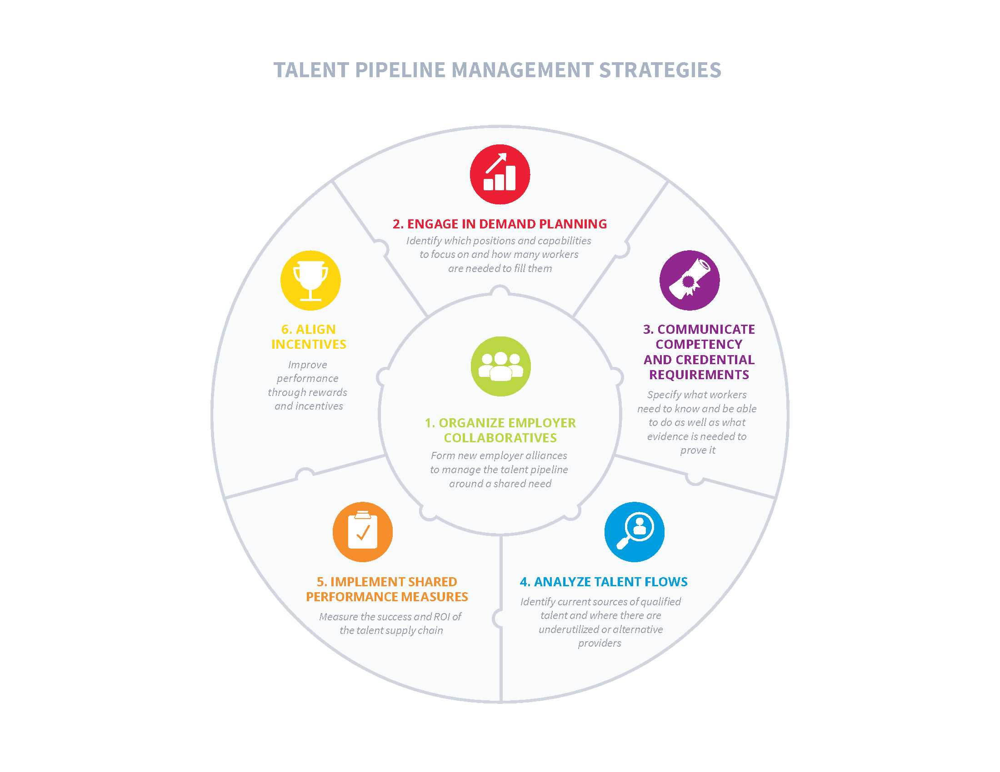 TALENT PIPELINE MANAGEMENT STRATEGIES
1. ORGANIZE EMPLOYER
COLLABORATIVES
Form new employer alliances
to manage the talent pipeline
around a shared need
2. ENGAGE IN DEMAND PLANNING
Identify which positions and capabilities
to focus on and how many workers
are needed to fill them
3. COMMUNICATE
COMPETENCY
AND CREDENTIAL
REQUIREMENTS
Specify what workers
need to know and be able
to do as well as what
evidence is needed to
prove it
4. ANALYZE TALENT FLOWS
Identify current sources of qualified
talent and where there are
underutilized or alternative
providers
5. IMPLEMENT SHARED
PERFORMANCE MEASURES
Measure the success and ROI of
the talent supply chain
6. ALIGN
INCENTIVES
Improve
performance
through rewards
and incentives